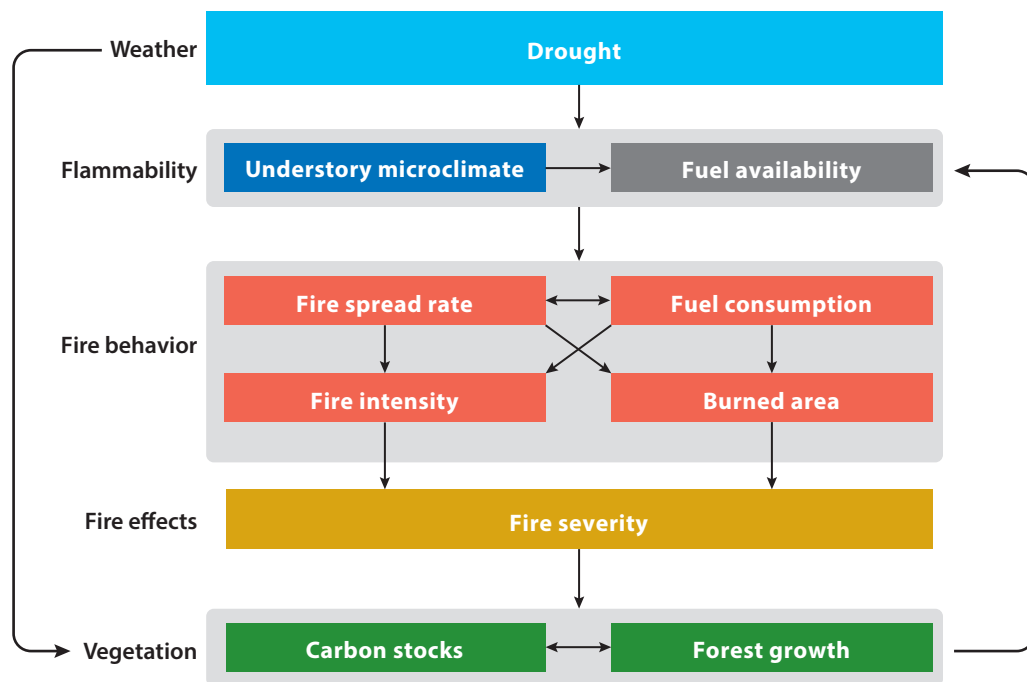 Weather
Drought
Flammability
Understory microclimate
Fuel availability
Fire behavior
Fire spread rate
Fuel consumption
Fire intensity
Burned area
Fire effects
Fire severity
Vegetation
Carbon stocks
Forest growth